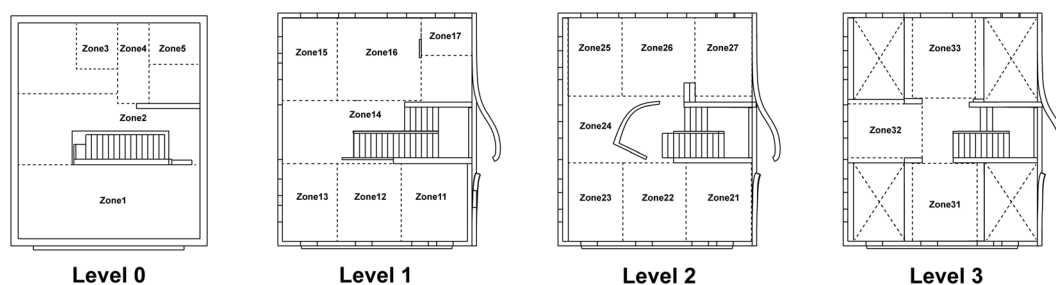 Zone3 Zone4 Zone5
Zone2
Zone1
Level 0
Zone15 Zone16 Zone17
Zone14
Zone13 Zone12 Zone11
Level 1
Zone25 Zone26 Zone27
Zone24
Zone23 Zone22 Zone21
Level 2
Zone33
Zone32
Zone31
Level 3